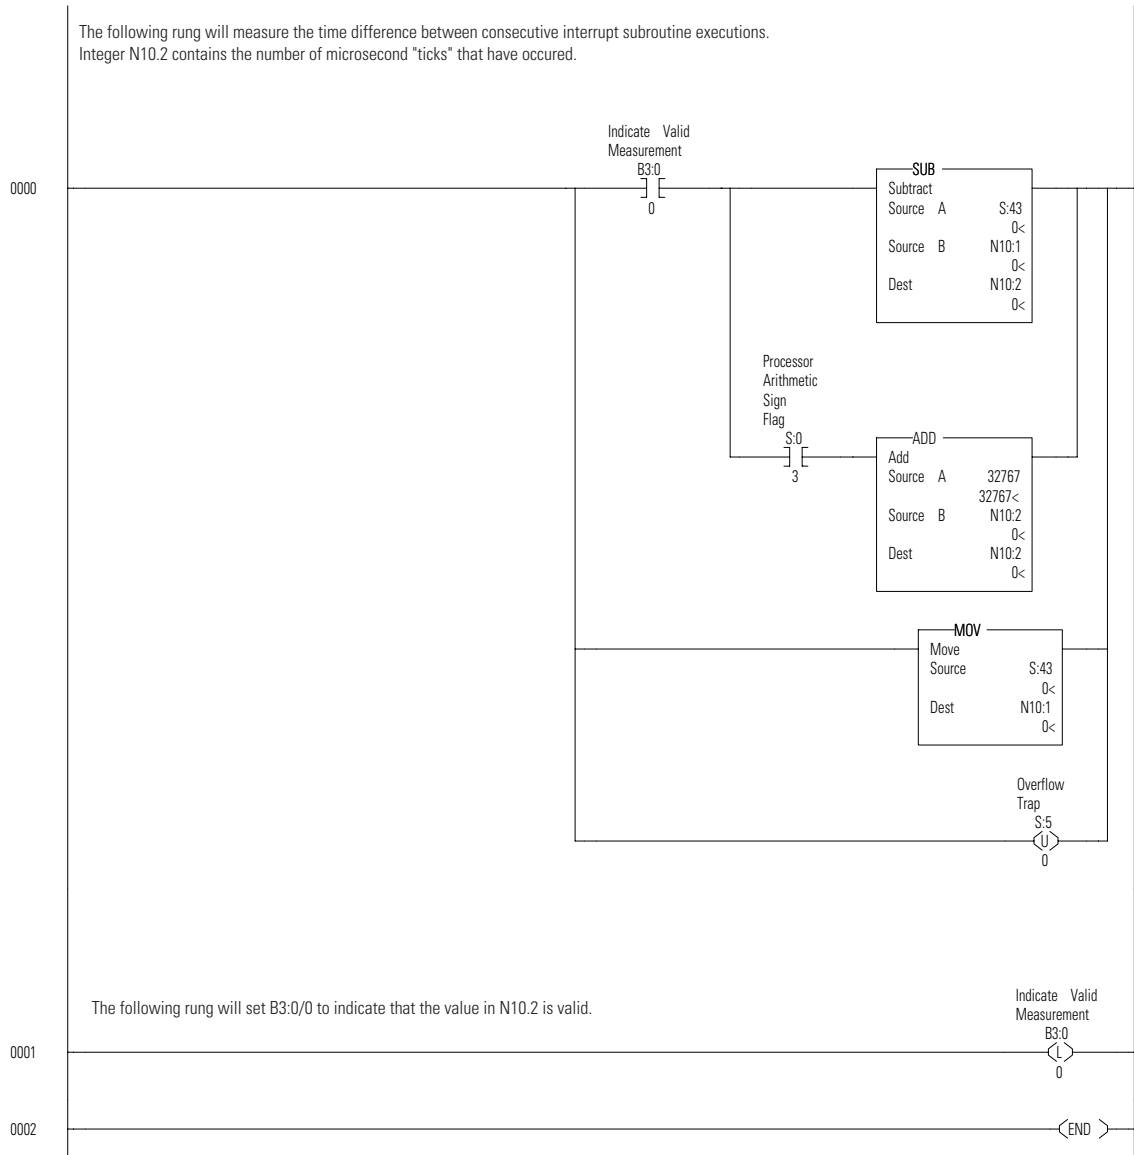 The following rung will measure the time difference between consecutive interrupt subroutine executions.
Integer N10.2 contains the number of microsecond "ticks" that have occured.
Indicate Valid
Measurement
B3:0
0
0000
SUB
Subtract
Source A S:43
0<
Source B N10:1
0<
Dest N10:2
0<
Processor
Arithmetic
Sign
Flag
S:0
3
ADD
Add
Source A 32767
32767<
Source B N10:2
0<
Dest N10:2
0<
MOV
Move
Source S:43
0<
Dest N10:1
0<
Overflow
Trap
S:5
U
0
The following rung will set B3:0/0 to indicate that the value in N10.2 is valid.
Indicate Valid
Measurement
B3:0
0001
L
0
0002
END